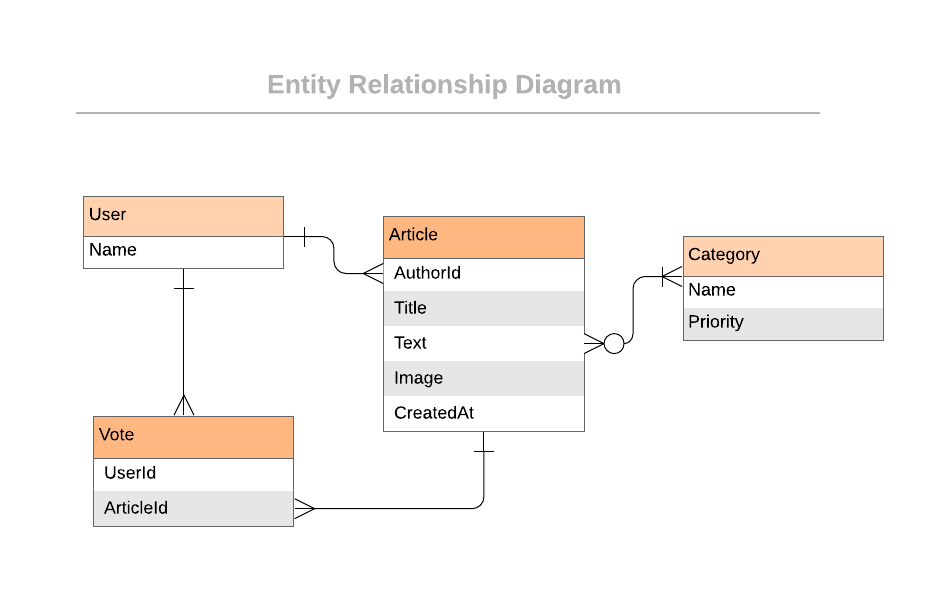 Entity Relationship Diagram
User
Name
Article
AuthorId
Title
Text
Image
CreatedAt
Category
Name
Priority
Vote
UserId
ArticleId